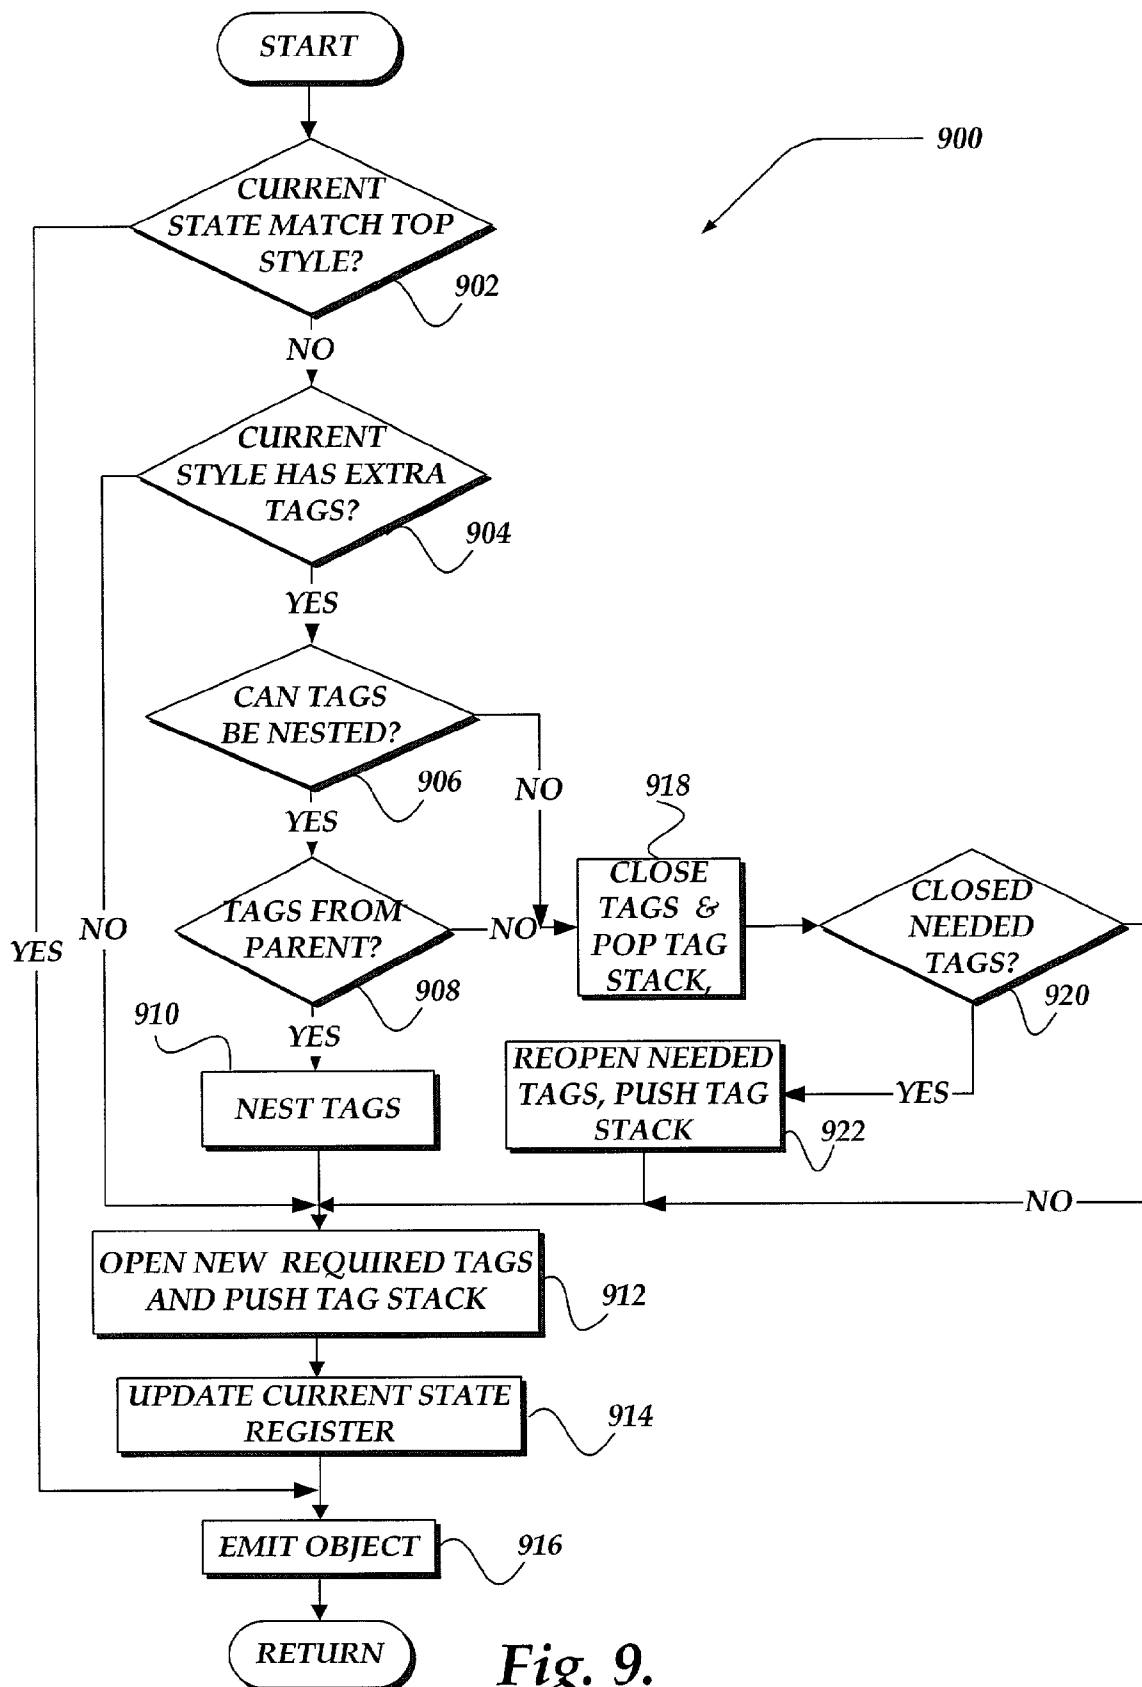 START
900
CURRENT
STATE MATCH TOP
STYLE?
902
NO
CURRENT
STYLE HAS EXTRA
TAGS?
904
YES
CAN TAGS
BE NESTED?
906
NO
YES
918
CLOSE
TAGS &
POP TAG
STACK,
CLOSED
NEEDED
TAGS?
920
TAGS FROM
PARENT?
908
NO
NO
YES
YES
910
NEST TAGS
REOPEN NEEDED
TAGS, PUSH TAG
STACK
922
YES
NO
OPEN NEW REQUIRED TAGS
AND PUSH TAG STACK
912
UPDATE CURRENT STATE
REGISTER
914
EMIT OBJECT
916
RETURN
Fig. 9.